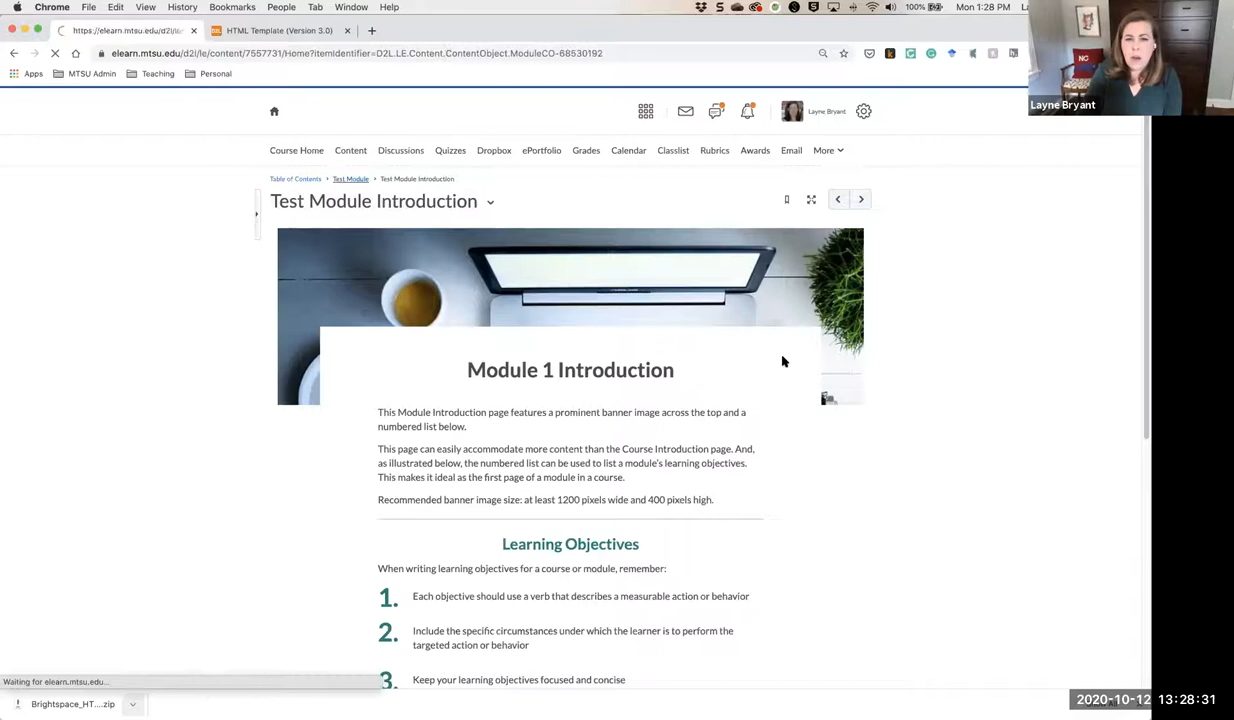 Chrome File Edit View History Bookmarks People Tab Window Help
100% Mon 1:28 PM
https://elearn.mtsu.edu/d2l/le
HTML Template (Version 3.0)
elearn.mtsu.edu/d2l/le/content/7557731/Home?itemIdentifier=D2L.LE.Content.ContentObject.ModuleCO-68530192
Apps MTSU Admin Teaching Personal
NC
Layne Bryant
Layne Bryant
Course Home Content Discussions Quizzes Dropbox ePortfolio Grades Calendar Classlist Rubrics Awards Email More
Table of Contents Test Module Test Module Introduction
Test Module Introduction
Module 1 Introduction
This Module Introduction page features a prominent banner image across the top and a
numbered list below.
This page can easily accommodate more content than the Course Introduction page. And,
as illustrated below, the numbered list can be used to list a module's learning objectives.
This makes it ideal as the first page of a module in a course.
Recommended banner image size: at least 1200 pixels wide and 400 pixels high.
Learning Objectives
When writing learning objectives for a course or module, remember:
1. Each objective should use a verb that describes a measurable action or behavior
2. Include the specific circumstances under which the learner is to perform the
targeted action or behavior
3. Keep your learning objectives focused and concise
Waiting for elearn.mtsu.edu...
Brightspace_HT....zip
2020-10-12 13:28:31